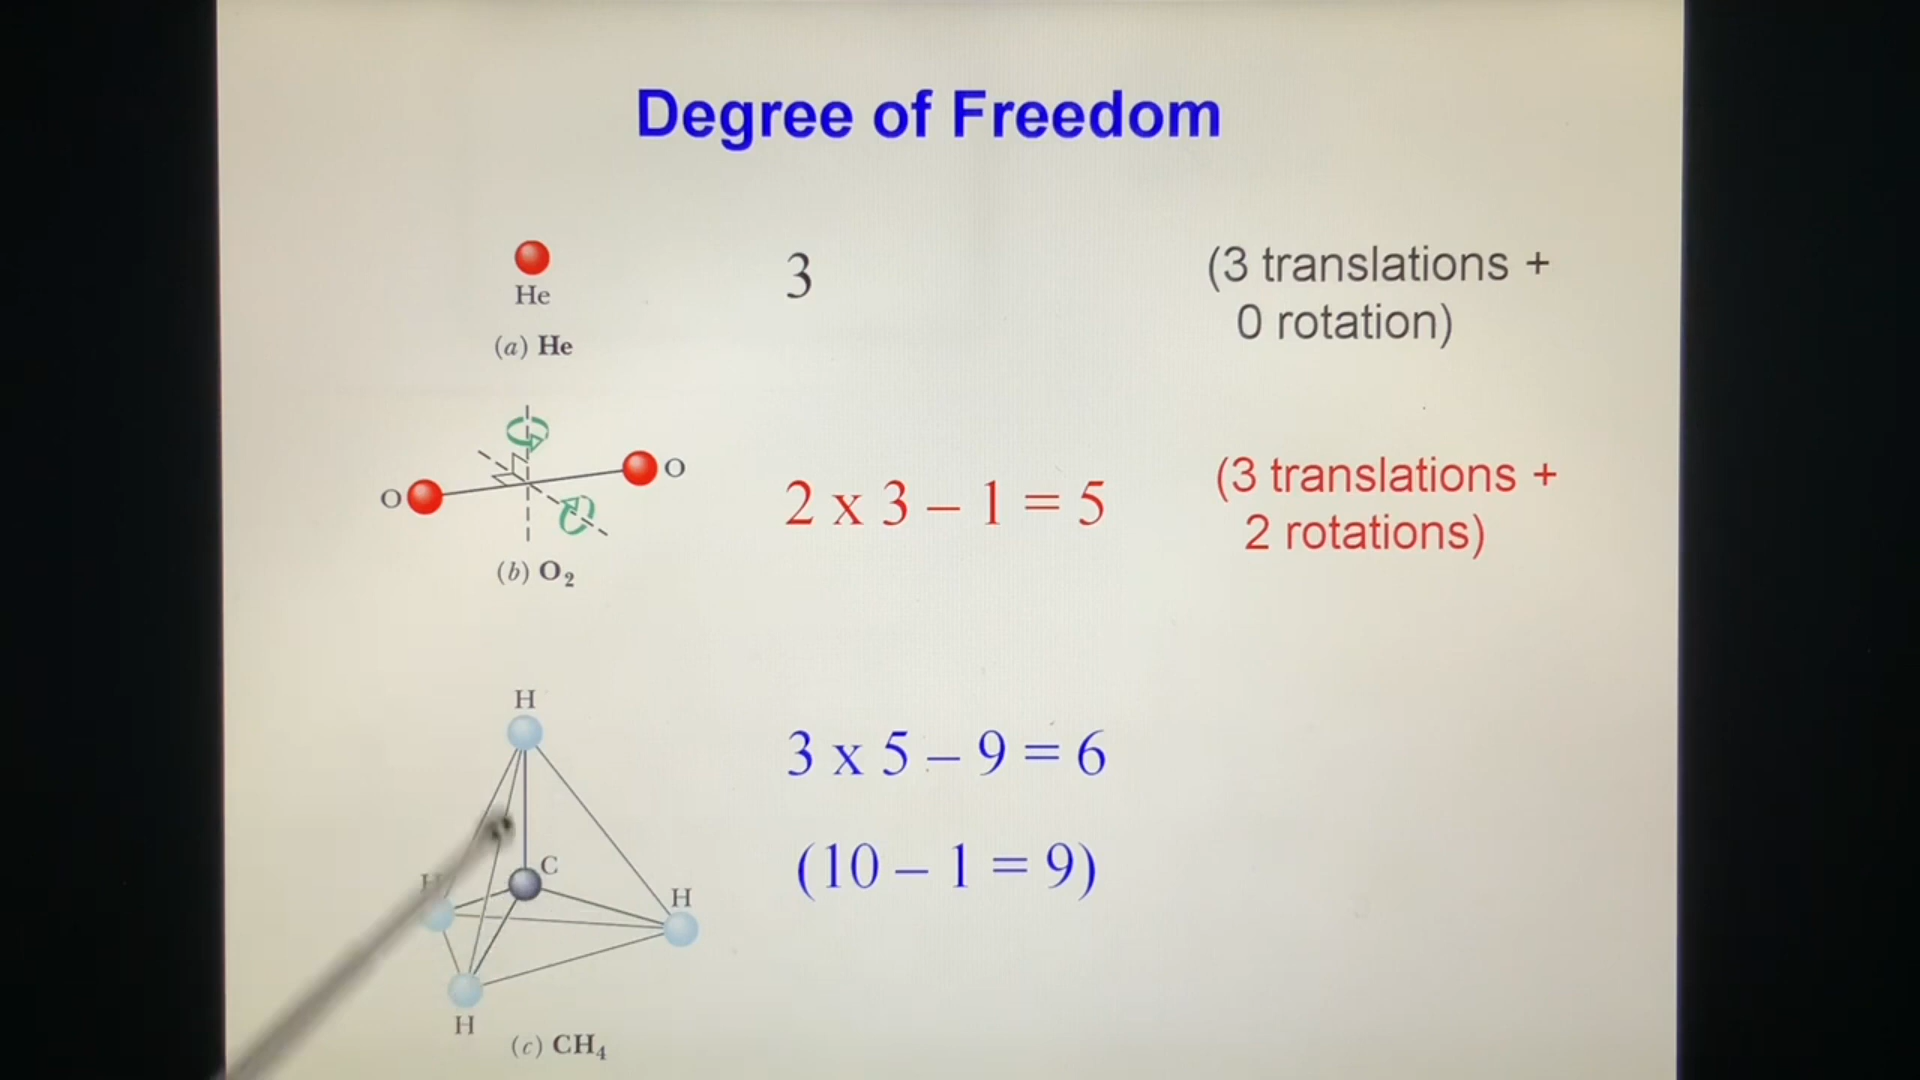 Degree of Freedom
He
3
(3 translations +
0 rotation)
(a) He
O
O
2 x 3 – 1 = 5
(3 translations +
2 rotations)
(b) O₂
H
3 x 5 – 9 = 6
C
(10 – 1 = 9)
H
H
H
(c) CH₄